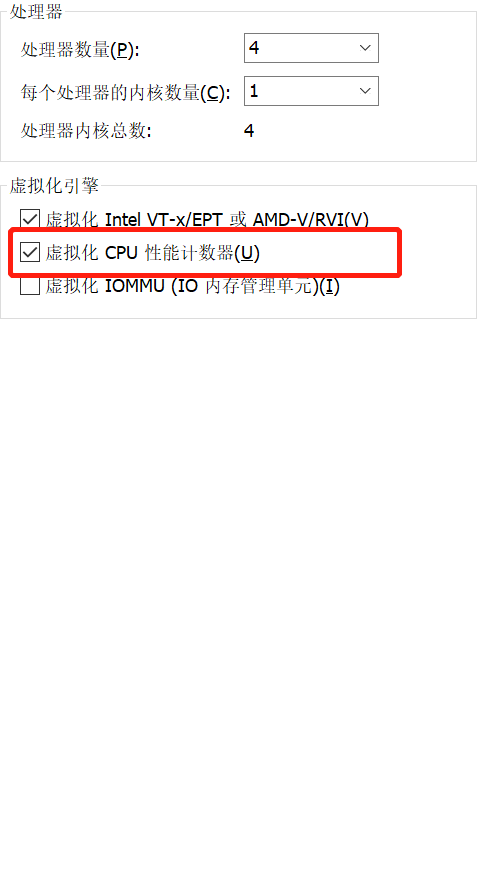 处理器
处理器数量(P): 4
每个处理器的内核数量(C): 1
处理器内核总数: 4
虚拟化引擎
虚拟化 Intel VT-x/EPT 或 AMD-V/RVI(V)
虚拟化 CPU 性能计数器(U)
虚拟化 IOMMU (IO 内存管理单元)(I)